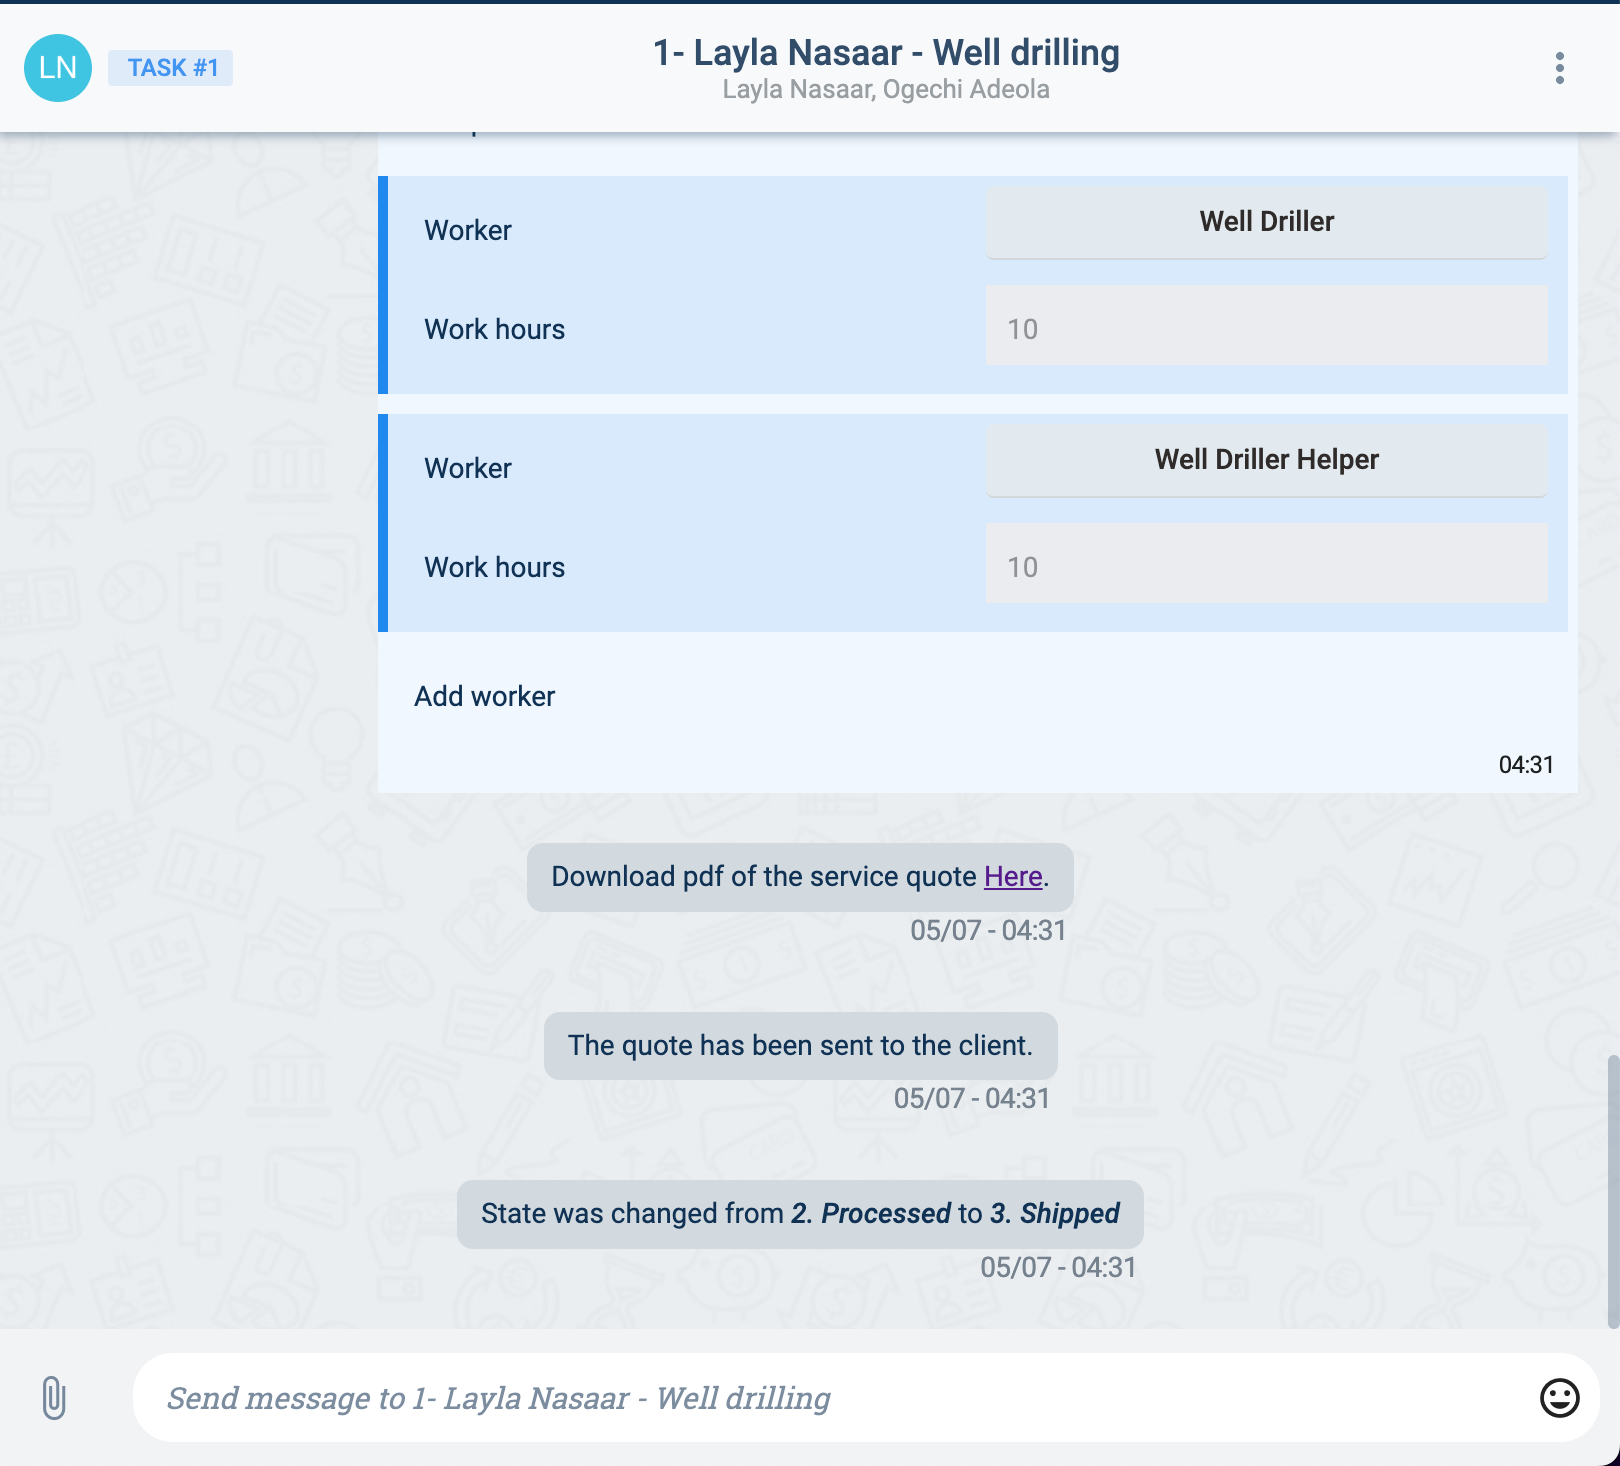 LN
TASK #1
1- Layla Nasaar - Well drilling
Layla Nasaar, Ogechi Adeola
Worker
Well Driller
Work hours
10
Worker
Well Driller Helper
Work hours
10
Add worker
04:31
Download pdf of the service quote Here.
05/07 - 04:31
The quote has been sent to the client.
05/07 - 04:31
State was changed from 2. Processed to 3. Shipped
05/07 - 04:31
Send message to 1- Layla Nasaar - Well drilling